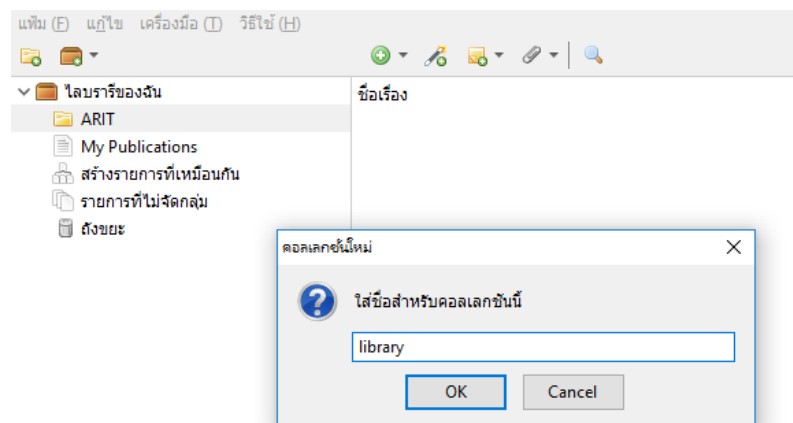 แฟ้ม (F) แก้ไข เครื่องมือ (T) วิธีใช้ (H)
ไลบรารีของฉัน
ชื่อเรื่อง
ARIT
My Publications
สร้างรายการที่เหมือนกัน
รายการที่ไม่จัดกลุ่ม
ถังขยะ
คอลเลกชันใหม่
ใส่ชื่อสำหรับคอลเลกชันนี้
library
OK Cancel